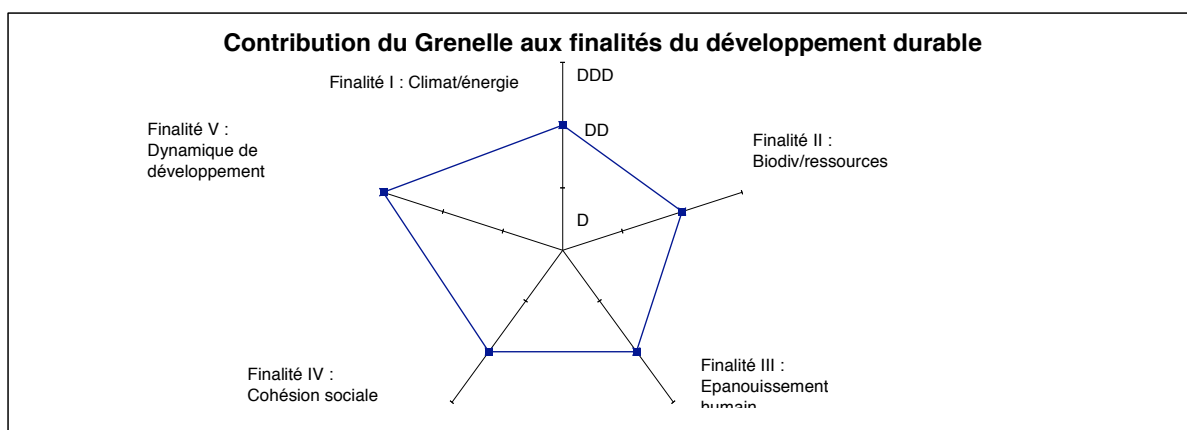 Contribution du Grenelle aux finalités du développement durable
Finalité I : Climat/énergie
DDD
DD
D
Finalité II :
Biodiv/ressources
Finalité III :
Epanouissement
humain
Finalité IV :
Cohésion sociale
Finalité V :
Dynamique de
développement